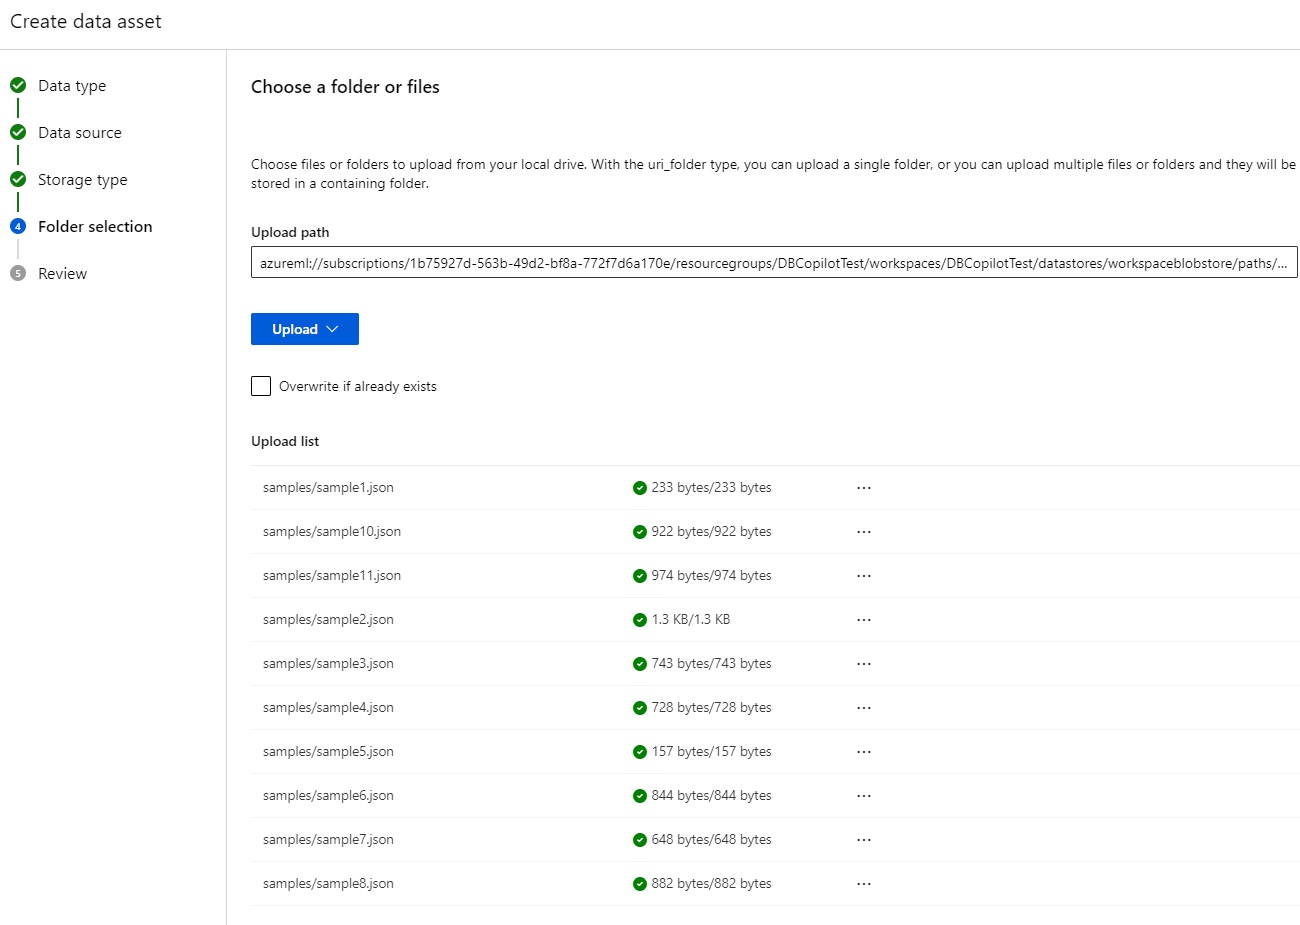 Create data asset
Data type
Data source
Storage type
4 Folder selection
5 Review
Choose a folder or files
Choose files or folders to upload from your local drive. With the uri_folder type, you can upload a single folder, or you can upload multiple files or folders and they will be
stored in a containing folder.
Upload path
azureml://subscriptions/1b75927d-563b-49d2-bf8a-772f7d6a170e/resourcegroups/DBCopilotTest/workspaces/DBCopilotTest/datastores/workspaceblobstore/paths/...
Upload
Overwrite if already exists
Upload list
samples/sample1.json 233 bytes/233 bytes ...
samples/sample10.json 922 bytes/922 bytes ...
samples/sample11.json 974 bytes/974 bytes ...
samples/sample2.json 1.3 KB/1.3 KB ...
samples/sample3.json 743 bytes/743 bytes ...
samples/sample4.json 728 bytes/728 bytes ...
samples/sample5.json 157 bytes/157 bytes ...
samples/sample6.json 844 bytes/844 bytes ...
samples/sample7.json 648 bytes/648 bytes ...
samples/sample8.json 882 bytes/882 bytes ...